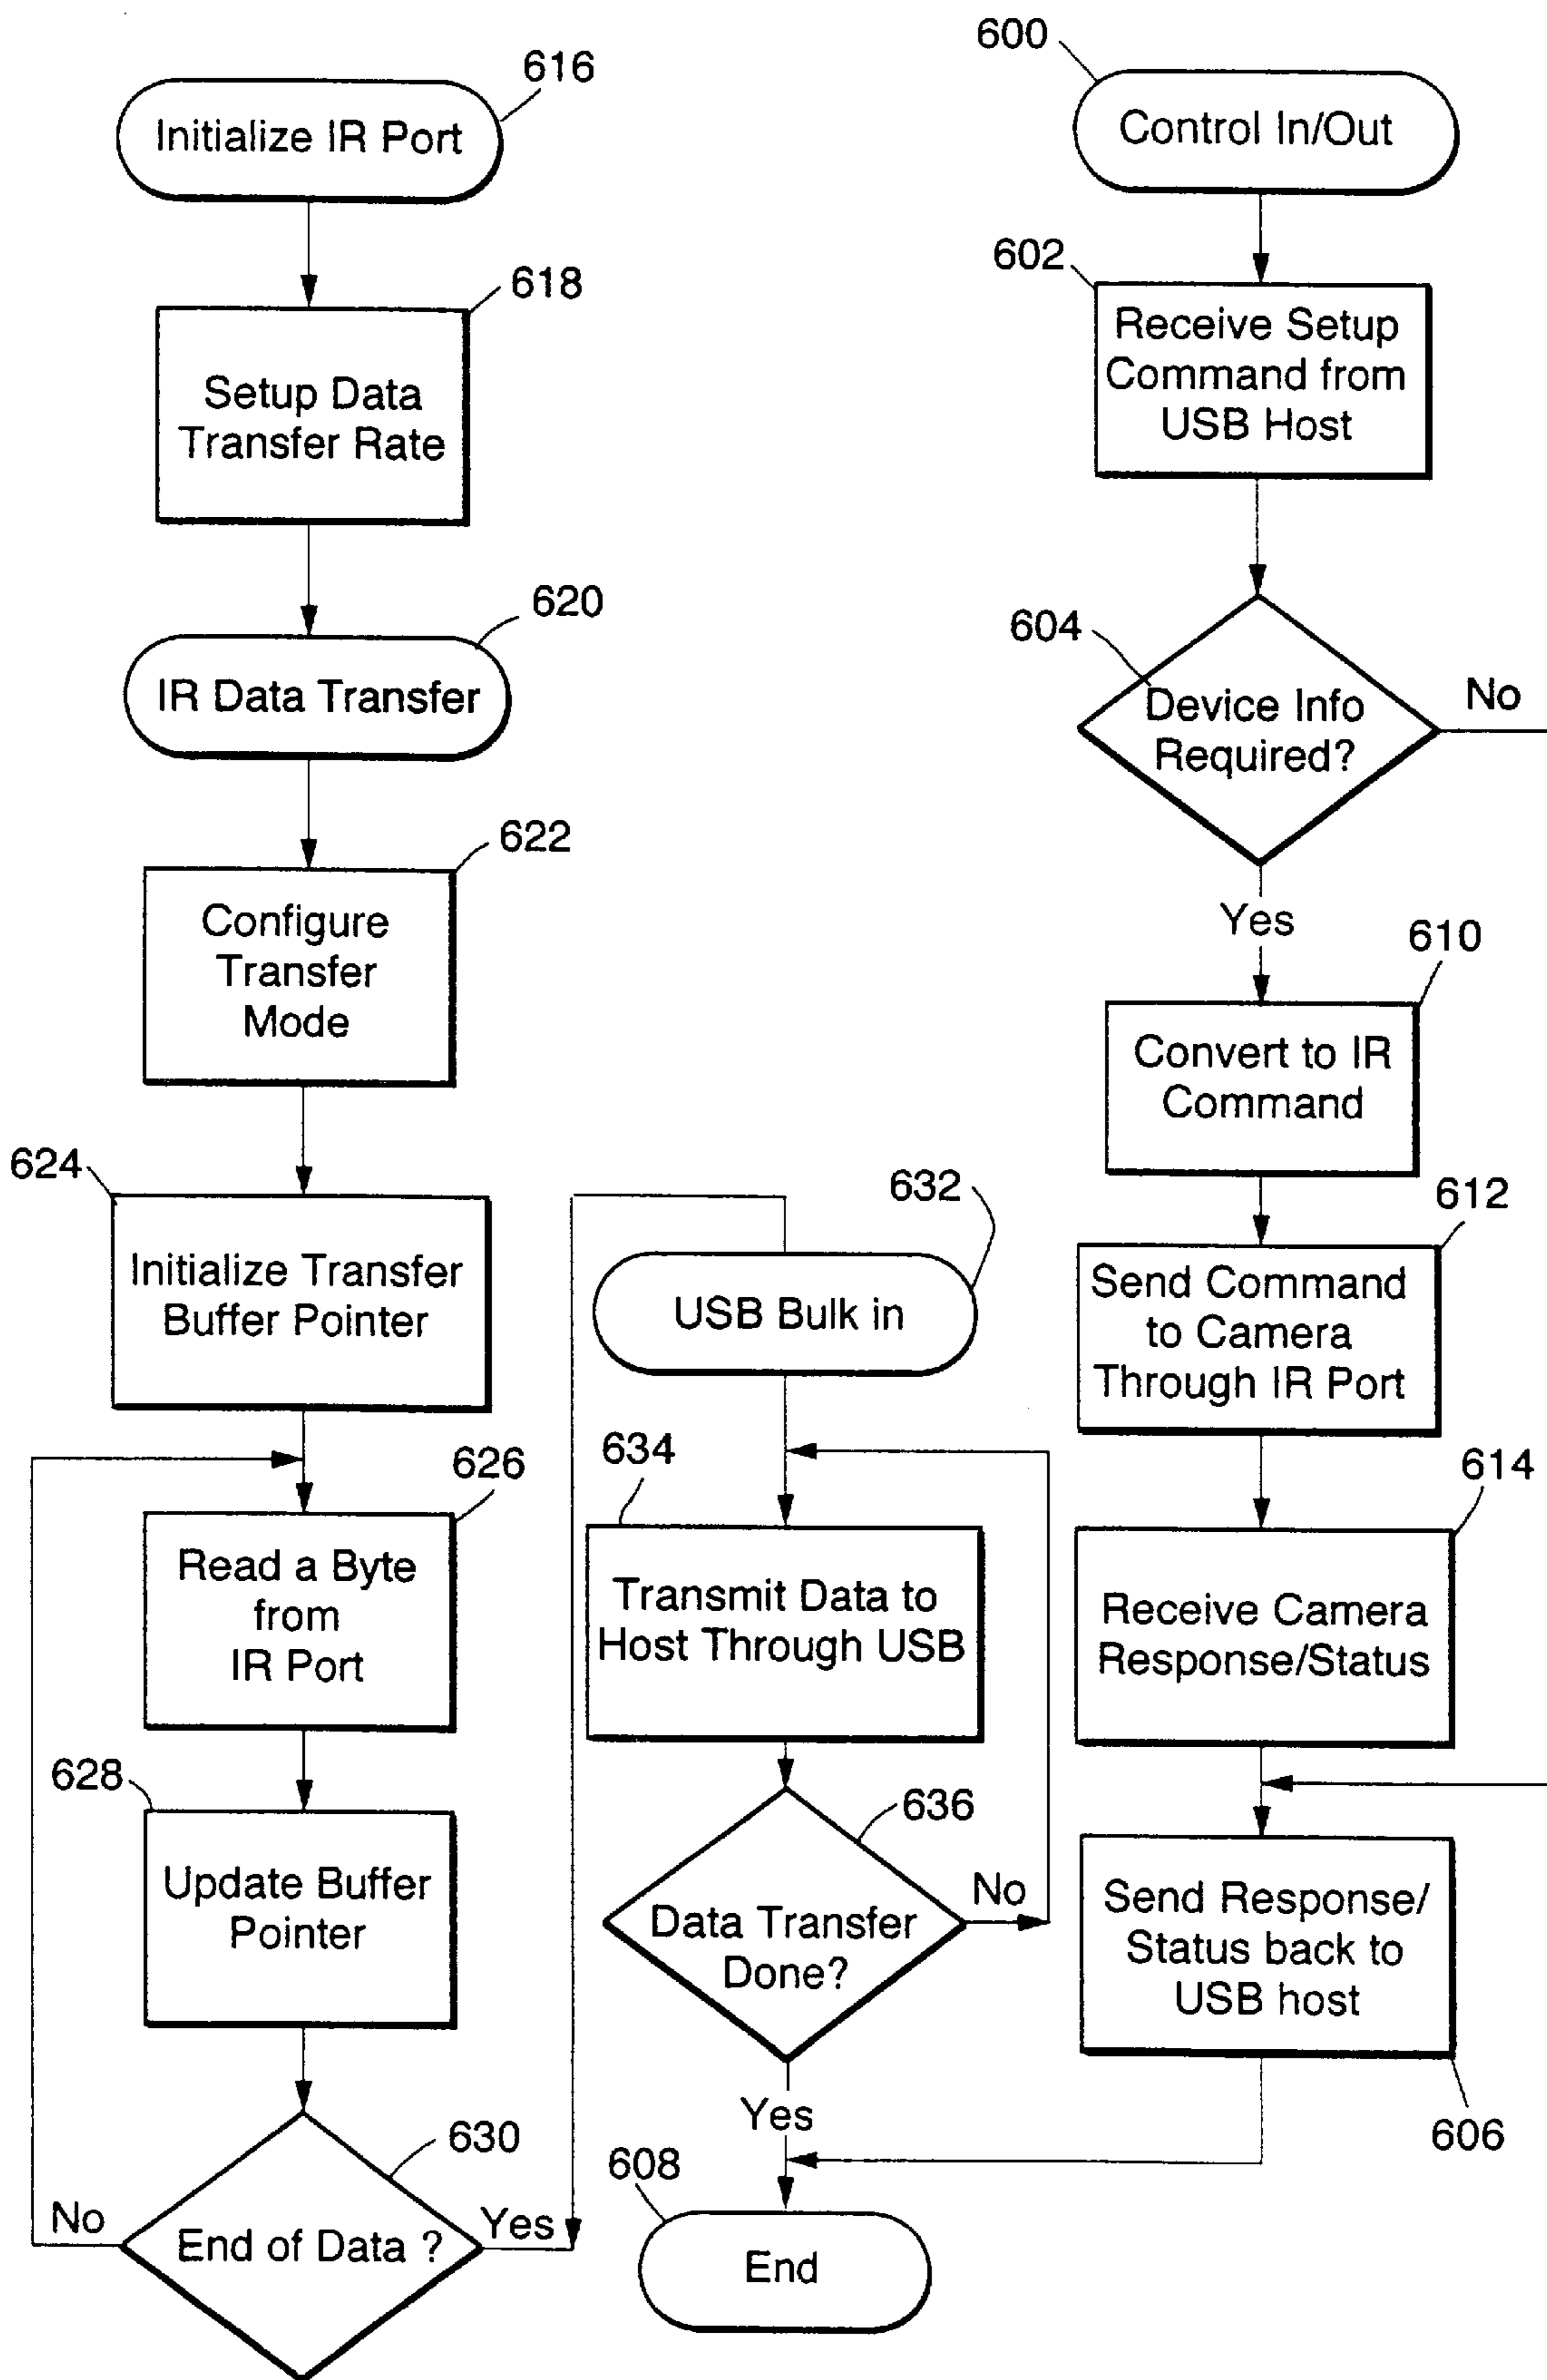 616
Initialize IR Port
618
Setup Data
Transfer Rate
620
IR Data Transfer
622
Configure
Transfer
Mode
624
Initialize Transfer
Buffer Pointer
626
Read a Byte
from
IR Port
628
Update Buffer
Pointer
630
End of Data ?
No
Yes
632
USB Bulk in
634
Transmit Data to
Host Through USB
636
Data Transfer
Done?
No
Yes
608
End
600
Control In/Out
602
Receive Setup
Command from
USB Host
604
Device Info
Required?
No
Yes
610
Convert to IR
Command
612
Send Command
to Camera
Through IR Port
614
Receive Camera
Response/Status
Send Response/
Status back to
USB host
606